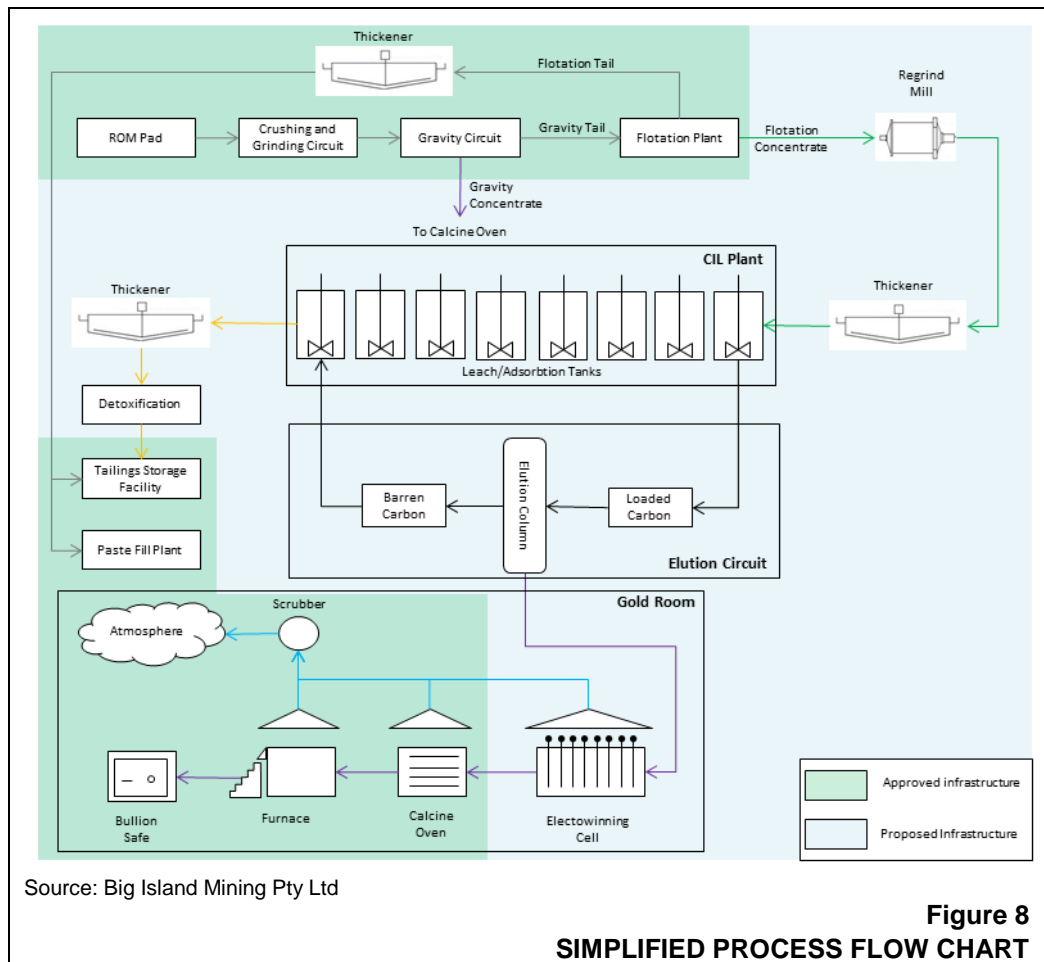 Thickener
Flotation Tail
Regrind
Mill
ROM Pad
Crushing and
Grinding Circuit
Gravity Circuit
Gravity Tail
Flotation Plant
Flotation
Concentrate
Gravity
Concentrate
To Calcine Oven
CIL Plant
Thickener
Thickener
Leach/Adsorbtion Tanks
Detoxification
Tailings Storage
Facility
Barren
Carbon
Elution Column
Loaded
Carbon
Paste Fill Plant
Elution Circuit
Gold Room
Scrubber
Atmosphere
Bullion
Safe
Furnace
Calcine
Oven
Electowinning
Cell
Approved infrastructure
Proposed Infrastructure
Source: Big Island Mining Pty Ltd
Figure 8
SIMPLIFIED PROCESS FLOW CHART